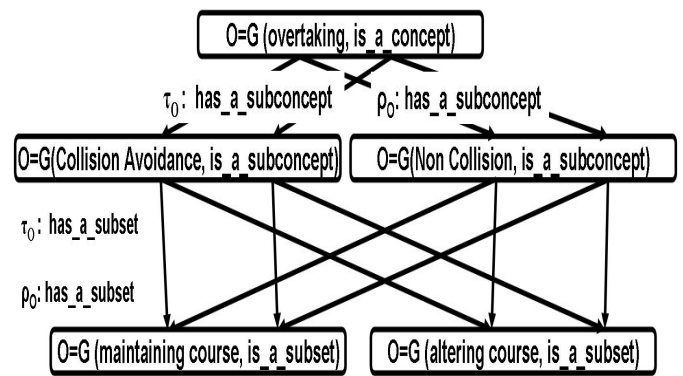 O=G (overtaking, is_a_concept)
τ0: has_a_subconcept
ρ0: has_a_subconcept
O=G(Collision Avoidance, is_a_subconcept)
O=G(Non Collision, is_a_subconcept)
τ0: has_a_subset
ρ0: has_a_subset
O=G (maintaining course, is_a_subset)
O=G (altering course, is_a_subset)